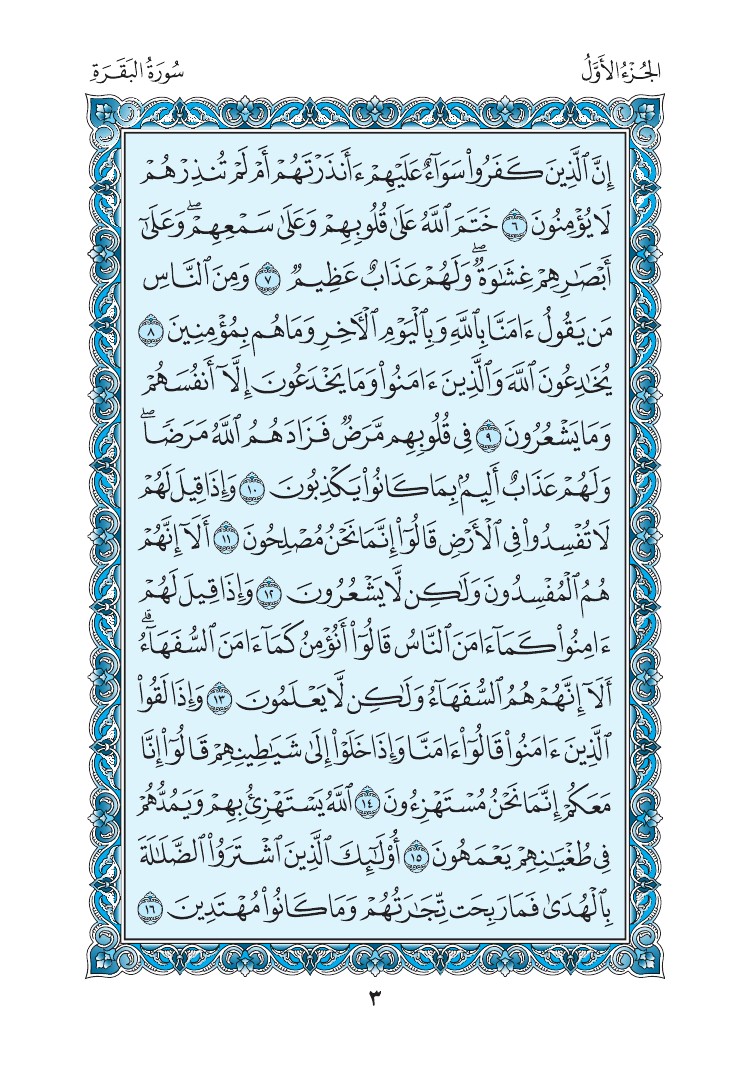 الجُزْءُ الأَوَّلُ
سُورَةُ البَقَرَةِ
إِنَّ ٱلَّذِينَ كَفَرُوا۟ سَوَآءٌ عَلَيْهِمْ ءَأَنذَرْتَهُمْ أَمْ لَمْ تُنذِرْهُمْ
لَا يُؤْمِنُونَ ٦ خَتَمَ ٱللَّهُ عَلَىٰ قُلُوبِهِمْ وَعَلَىٰ سَمْعِهِمْ ۖ وَعَلَىٰٓ
أَبْصَٰرِهِمْ غِشَٰوَةٌ ۖ وَلَهُمْ عَذَابٌ عَظِيمٌ ٧ وَمِنَ ٱلنَّاسِ
مَن يَقُولُ ءَامَنَّا بِٱللَّهِ وَبِٱلْيَوْمِ ٱلْءَاخِرِ وَمَا هُم بِمُؤْمِنِينَ ٨
يُخَٰدِعُونَ ٱللَّهَ وَٱلَّذِينَ ءَامَنُوا۟ وَمَا يَخْدَعُونَ إِلَّآ أَنفُسَهُمْ
وَمَا يَشْعُرُونَ ٩ فِى قُلُوبِهِم مَّرَضٌ فَزَادَهُمُ ٱللَّهُ مَرَضًا ۖ
وَلَهُمْ عَذَابٌ أَلِيمٌۢ بِمَا كَانُوا۟ يَكْذِبُونَ ١٠ وَإِذَا قِيلَ لَهُمْ
لَا تُفْسِدُوا۟ فِى ٱلْأَرْضِ قَالُوٓا۟ إِنَّمَا نَحْنُ مُصْلِحُونَ ١١ أَلَآ إِنَّهُمْ
هُمُ ٱلْمُفْسِدُونَ وَلَٰكِن لَّا يَشْعُرُونَ ١٢ وَإِذَا قِيلَ لَهُمْ
ءَامِنُوا۟ كَمَآ ءَامَنَ ٱلنَّاسُ قَالُوٓا۟ أَنُؤْمِنُ كَمَآ ءَامَنَ ٱلسُّفَهَآءُ ۗ
أَلَآ إِنَّهُمْ هُمُ ٱلسُّفَهَآءُ وَلَٰكِن لَّا يَعْلَمُونَ ١٣ وَإِذَا لَقُوا۟
ٱلَّذِينَ ءَامَنُوا۟ قَالُوٓا۟ ءَامَنَّا وَإِذَا خَلَوْا۟ إِلَىٰ شَيَٰطِينِهِمْ قَالُوٓا۟ إِنَّا
مَعَكُمْ إِنَّمَا نَحْنُ مُسْتَهْزِءُونَ ١٤ ٱللَّهُ يَسْتَهْزِئُ بِهِمْ وَيَمُدُّهُمْ
فِى طُغْيَٰنِهِمْ يَعْمَهُونَ ١٥ أُو۟لَٰٓئِكَ ٱلَّذِينَ ٱشْتَرَوُا۟ ٱلضَّلَٰلَةَ
بِٱلْهُدَىٰ فَمَا رَبِحَت تِّجَٰرَتُهُمْ وَمَا كَانُوا۟ مُهْتَدِينَ ١٦
٣